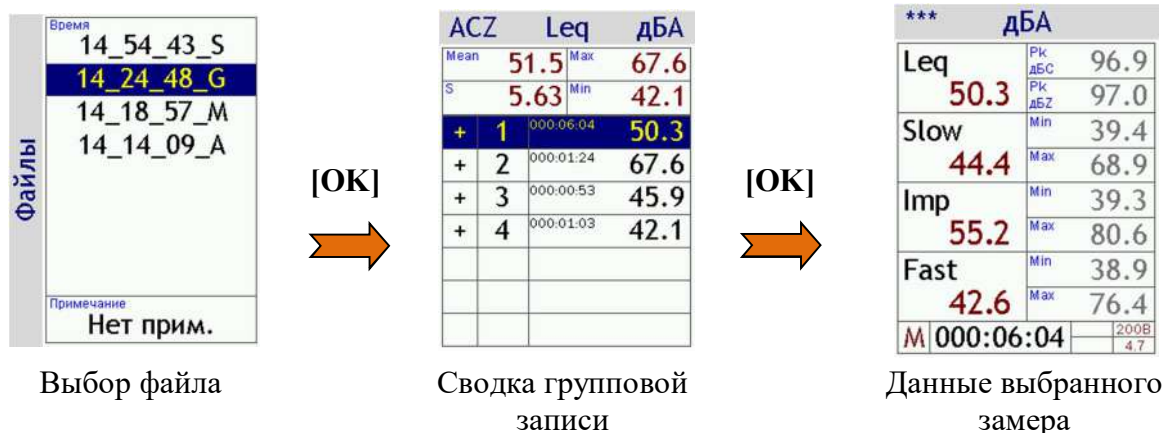 Файлы
Время
14_54_43_S
14_24_48_G
14_18_57_M
14_14_09_A
Примечание
Нет прим.
[OK]
ACZ Leq дБА
Mean 51.5 Max 67.6
S 5.63 Min 42.1
+ 1 000:06:04 50.3
+ 2 000:01:24 67.6
+ 3 000:00:53 45.9
+ 4 000:01:03 42.1
[OK]
*** дБА
Leq Pk дБС 96.9
50.3 Pk дБZ 97.0
Slow Min 39.4
44.4 Max 68.9
Imp Min 39.3
55.2 Max 80.6
Fast Min 38.9
42.6 Max 76.4
M 000:06:04 200В
4.7
Выбор файла
Сводка групповой
записи
Данные выбранного
замера